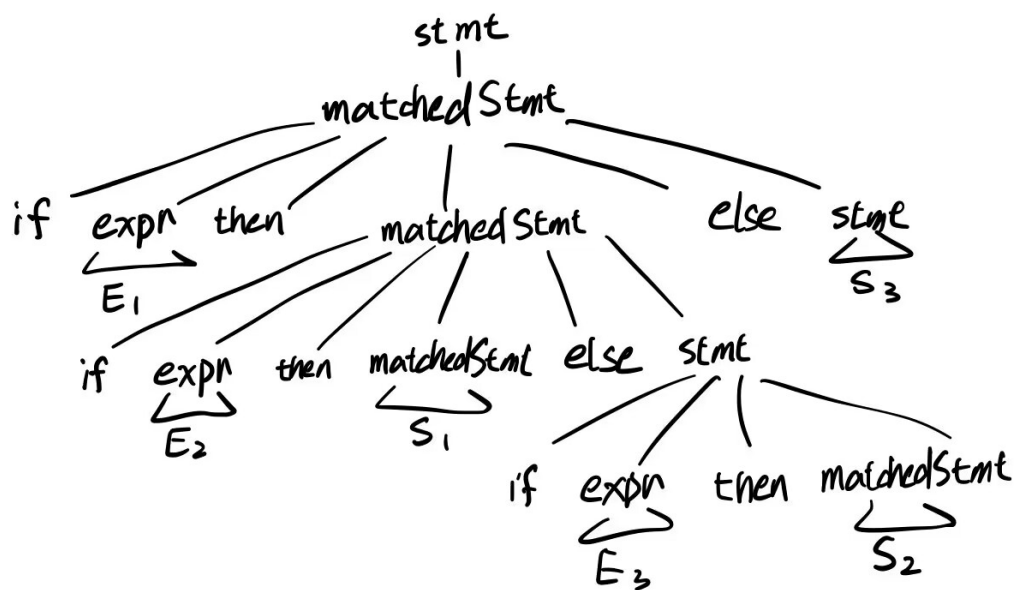 stmt
matchedStmt
if expr then matchedStmt else stmt
E1 S3
if expr then matchedStmt else stmt
E2 S1
if expr then matchedStmt
E3 S2